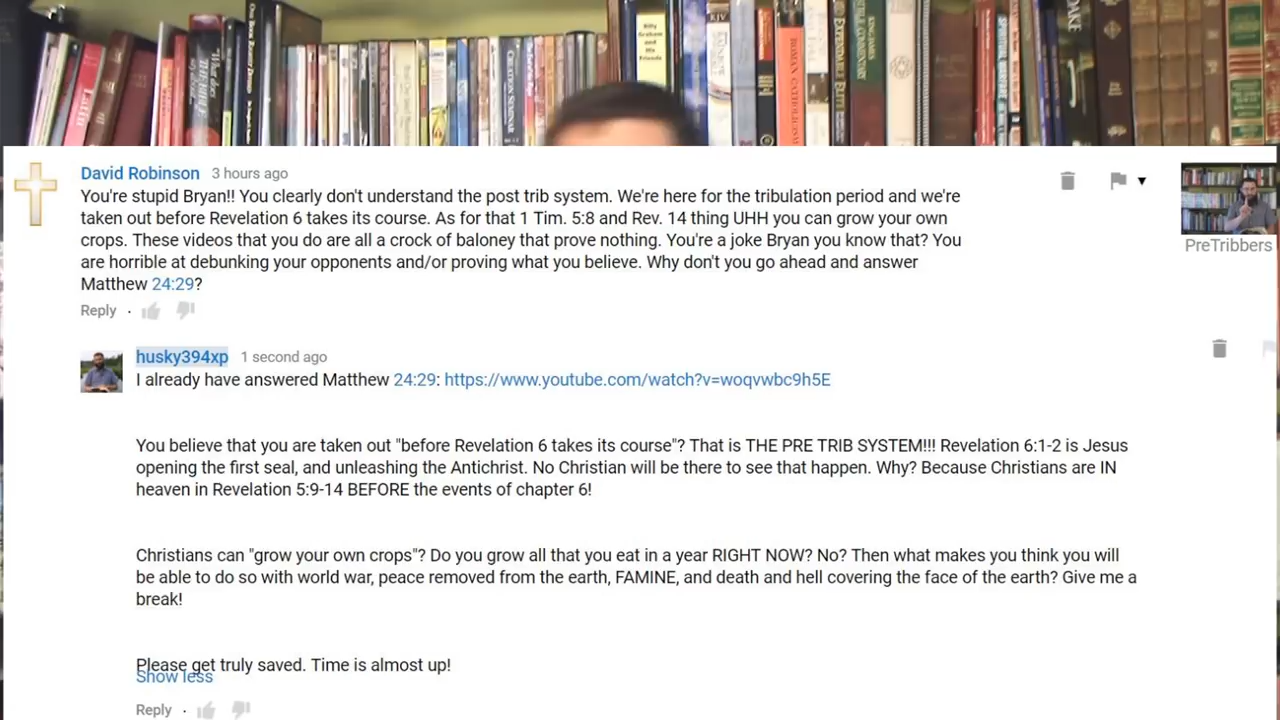 Billy
Graham
and
His
Friends
KJV
ROMAN CATHOLICISM
CREATION SEMINAR
DAKE
David Robinson 3 hours ago
You're stupid Bryan!! You clearly don't understand the post trib system. We're here for the tribulation period and we're
taken out before Revelation 6 takes its course. As for that 1 Tim. 5:8 and Rev. 14 thing UHH you can grow your own
crops. These videos that you do are all a crock of baloney that prove nothing. You're a joke Bryan you know that? You
are horrible at debunking your opponents and/or proving what you believe. Why don't you go ahead and answer
Matthew 24:29?
Reply ·
PreTribbers
husky394xp 1 second ago
I already have answered Matthew 24:29: https://www.youtube.com/watch?v=woqvwbc9h5E
You believe that you are taken out "before Revelation 6 takes its course"? That is THE PRE TRIB SYSTEM!!! Revelation 6:1-2 is Jesus
opening the first seal, and unleashing the Antichrist. No Christian will be there to see that happen. Why? Because Christians are IN
heaven in Revelation 5:9-14 BEFORE the events of chapter 6!
Christians can "grow your own crops"? Do you grow all that you eat in a year RIGHT NOW? No? Then what makes you think you will
be able to do so with world war, peace removed from the earth, FAMINE, and death and hell covering the face of the earth? Give me a
break!
Please get truly saved. Time is almost up!
Show less
Reply ·